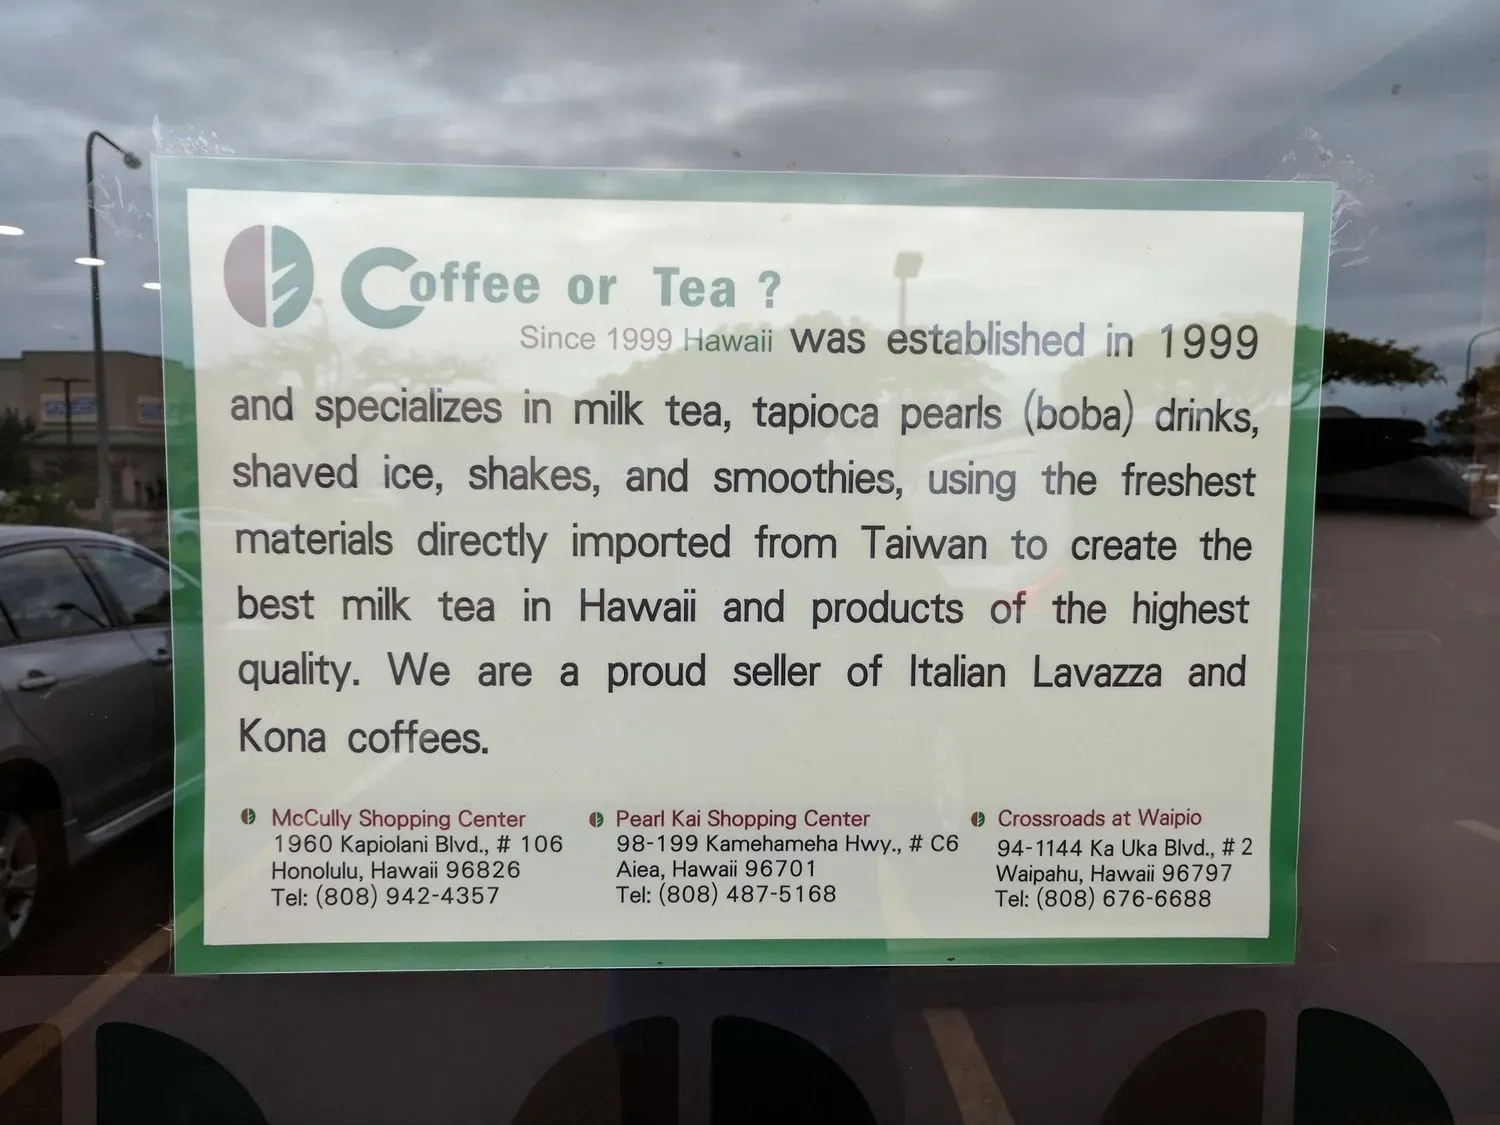 Coffee or Tea ?
Since 1999 Hawaii was established in 1999
and specializes in milk tea, tapioca pearls (boba) drinks,
shaved ice, shakes, and smoothies, using the freshest
materials directly imported from Taiwan to create the
best milk tea in Hawaii and products of the highest
quality. We are a proud seller of Italian Lavazza and
Kona coffees.
McCully Shopping Center
1960 Kapiolani Blvd., # 106
Honolulu, Hawaii 96826
Tel: (808) 942-4357
Pearl Kai Shopping Center
98-199 Kamehameha Hwy., # C6
Aiea, Hawaii 96701
Tel: (808) 487-5168
Crossroads at Waipio
94-1144 Ka Uka Blvd., # 2
Waipahu, Hawaii 96797
Tel: (808) 676-6688